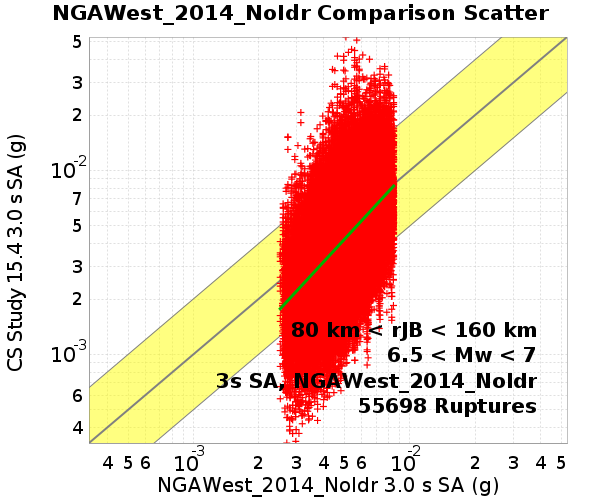 NGAWest_2014_NoIdr Comparison Scatter
5
3
2
10-2
7
5
3
2
10-3
6
4
CS Study 15.4 3.0 s SA (g)
80 km < rJB < 160 km
6.5 < Mw < 7
3s SA, NGAWest_2014_NoIdr
55698 Ruptures
4 5 6 10-3 2 3 4 5 6 10-2 2 3 4 5
NGAWest_2014_NoIdr 3.0 s SA (g)